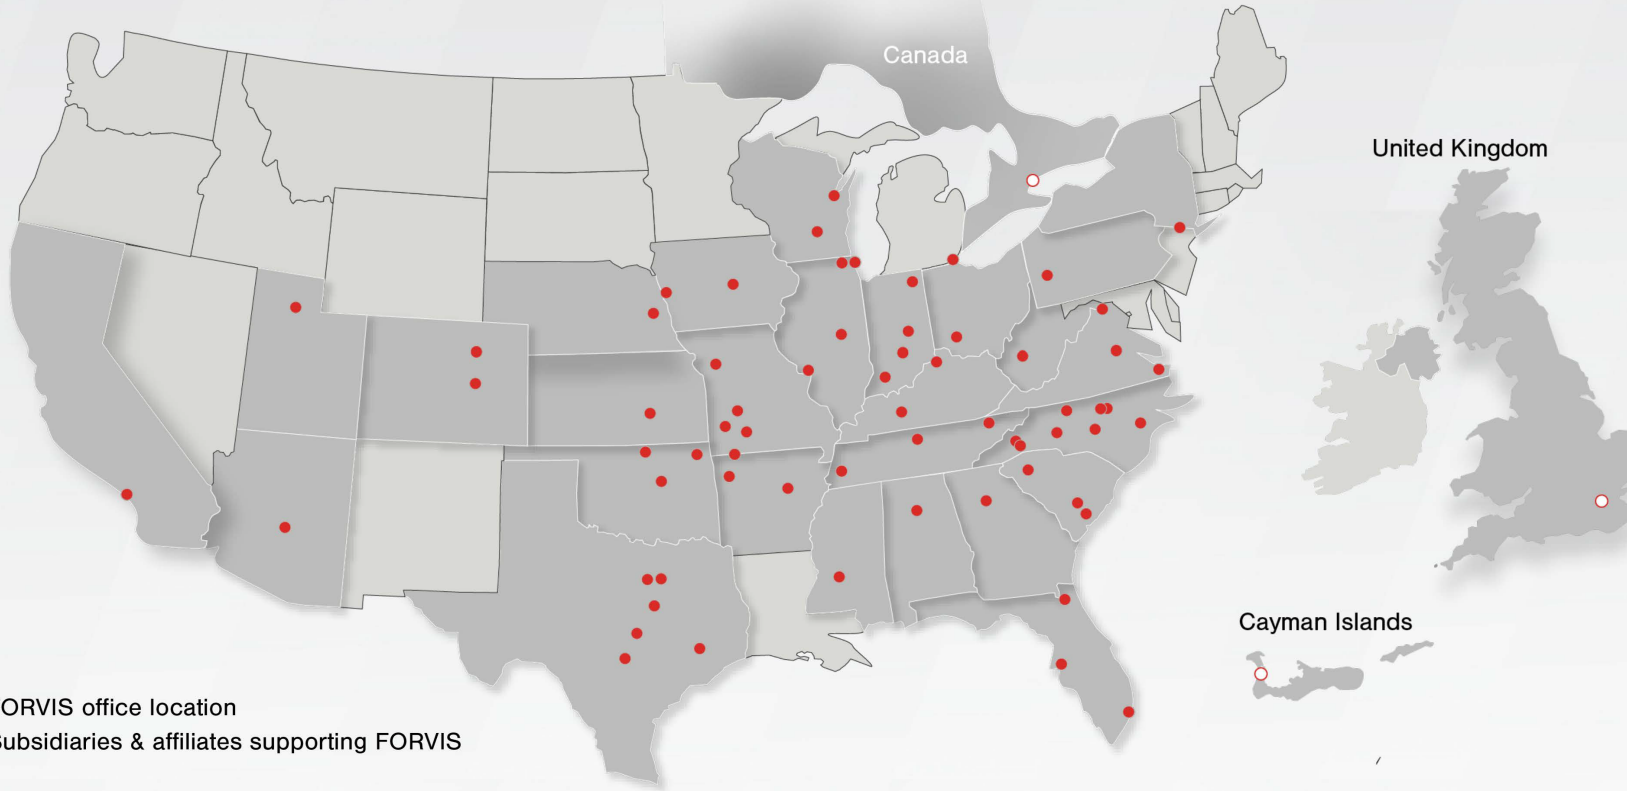 Canada
United Kingdom
Cayman Islands
ORVIS office location
ubsidiaries & affiliates supporting FORVIS